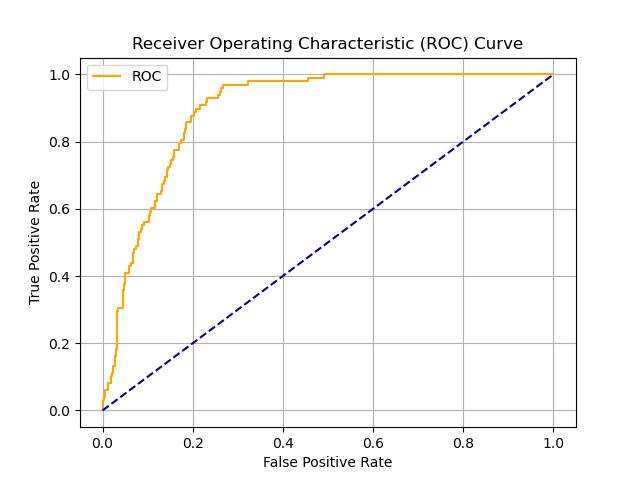 Receiver Operating Characteristic (ROC) Curve
ROC
1.0
0.8
0.6
0.4
0.2
0.0
True Positive Rate
0.0 0.2 0.4 0.6 0.8 1.0
False Positive Rate